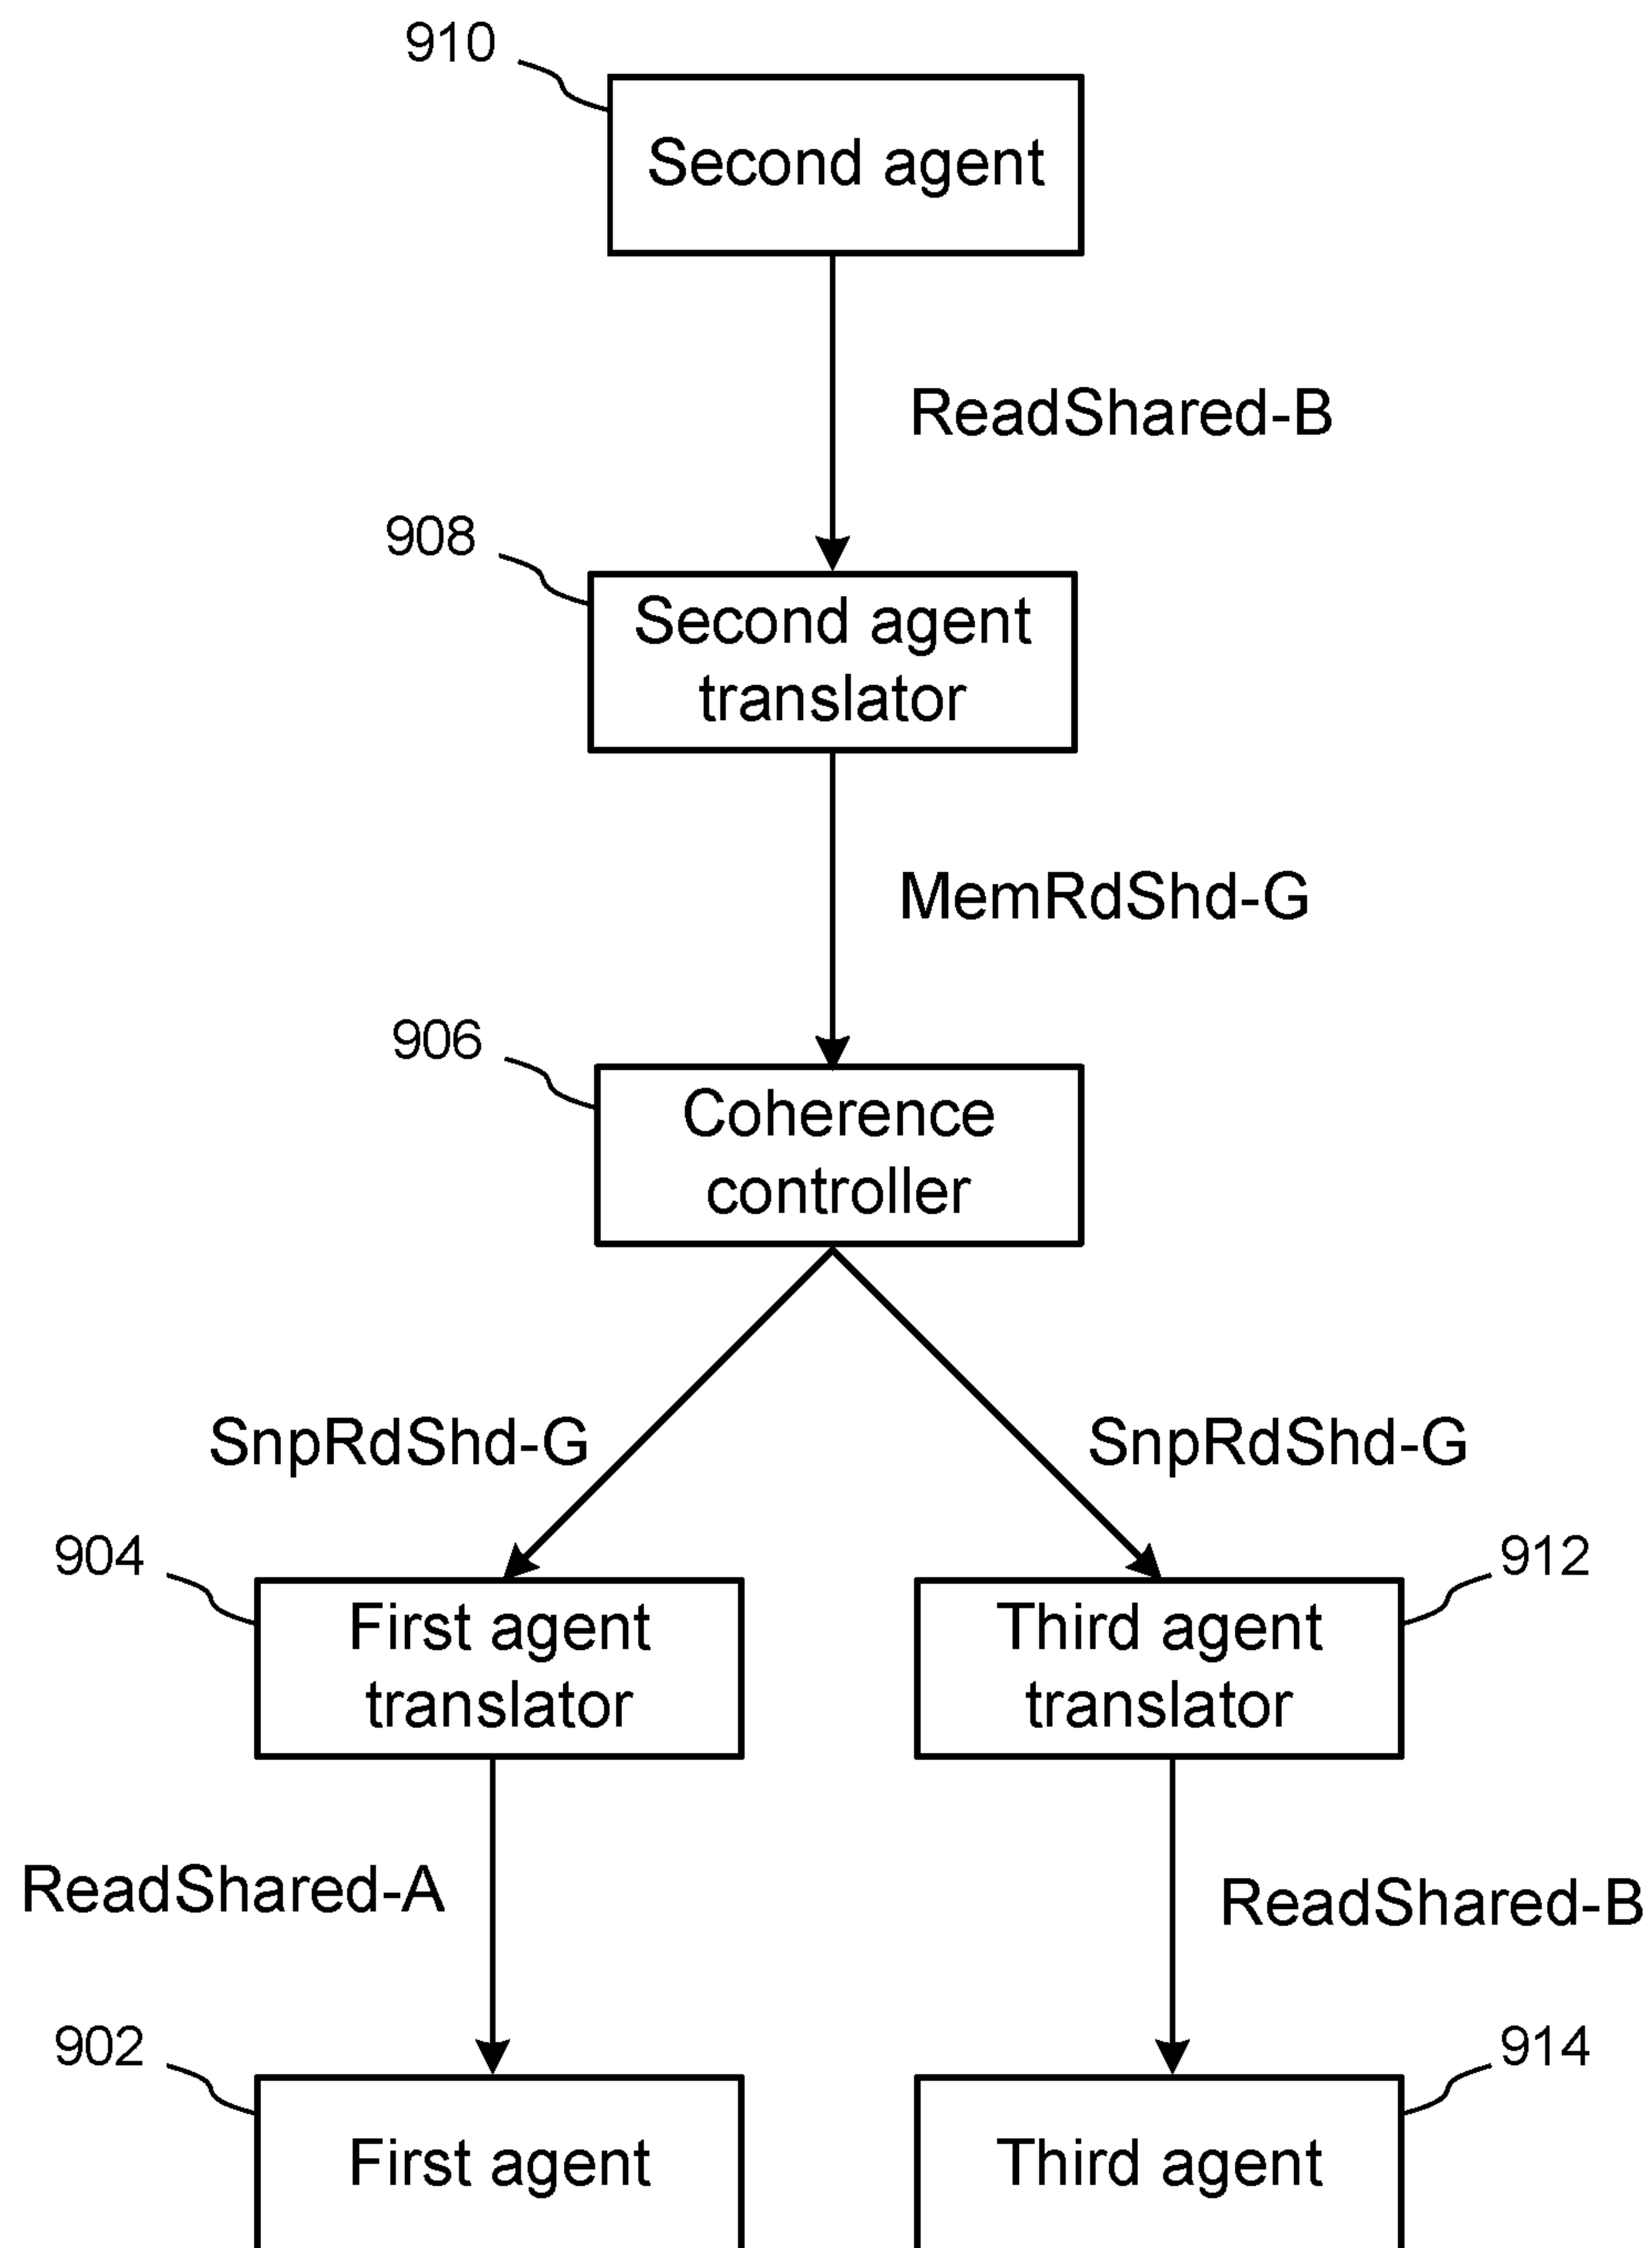 910
Second agent
ReadShared-B
908
Second agent
translator
MemRdShd-G
906
Coherence
controller
SnpRdShd-G
SnpRdShd-G
904
First agent
translator
912
Third agent
translator
ReadShared-A
ReadShared-B
902
First agent
914
Third agent